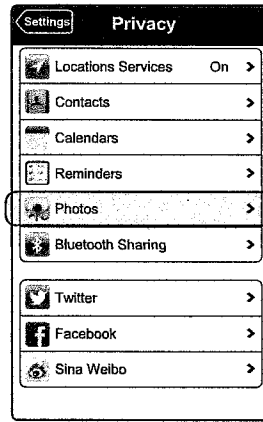 Settings
Privacy
Locations Services On >
Contacts >
Calendars >
Reminders >
Photos >
Bluetooth Sharing >
Twitter >
Facebook >
Sina Weibo >